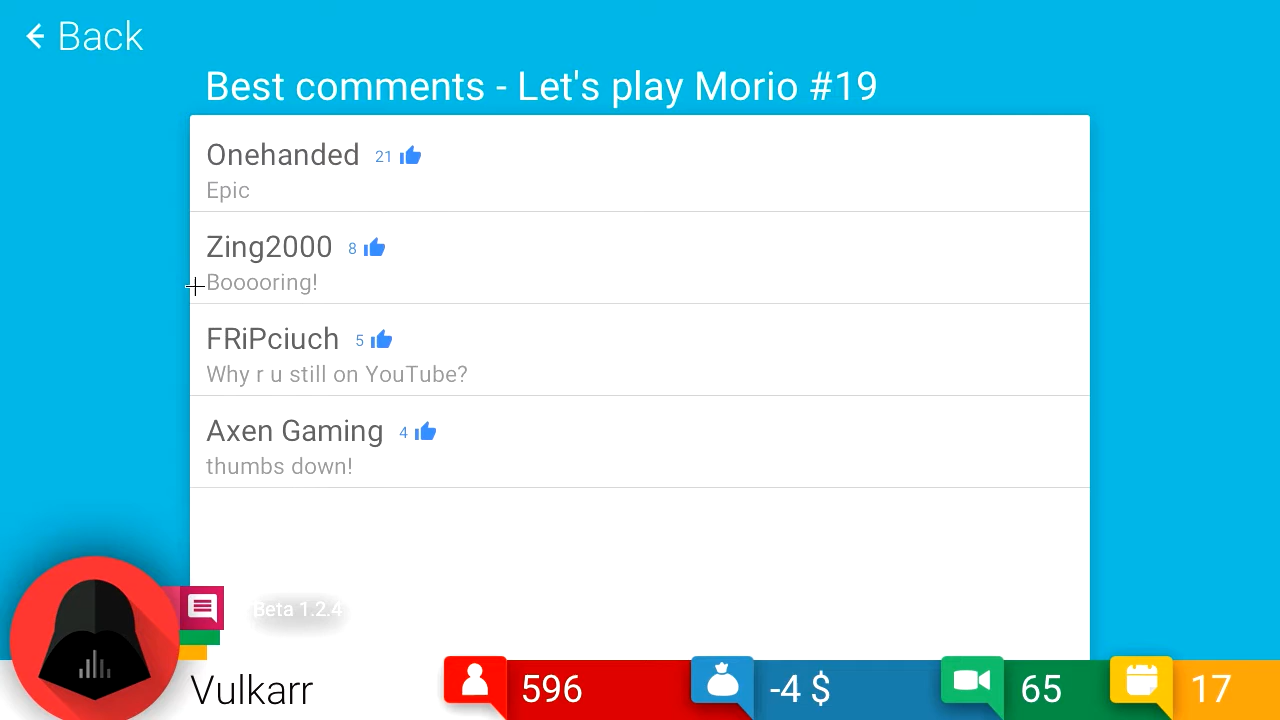 Back
Best comments - Let's play Morio #19
Onehanded 21
Epic
Zing2000 8
Booooring!
FRiPciuch 5
Why r u still on YouTube?
Axen Gaming 4
thumbs down!
Beta 1.2.4
Vulkarr 596 -4 $ 65 17